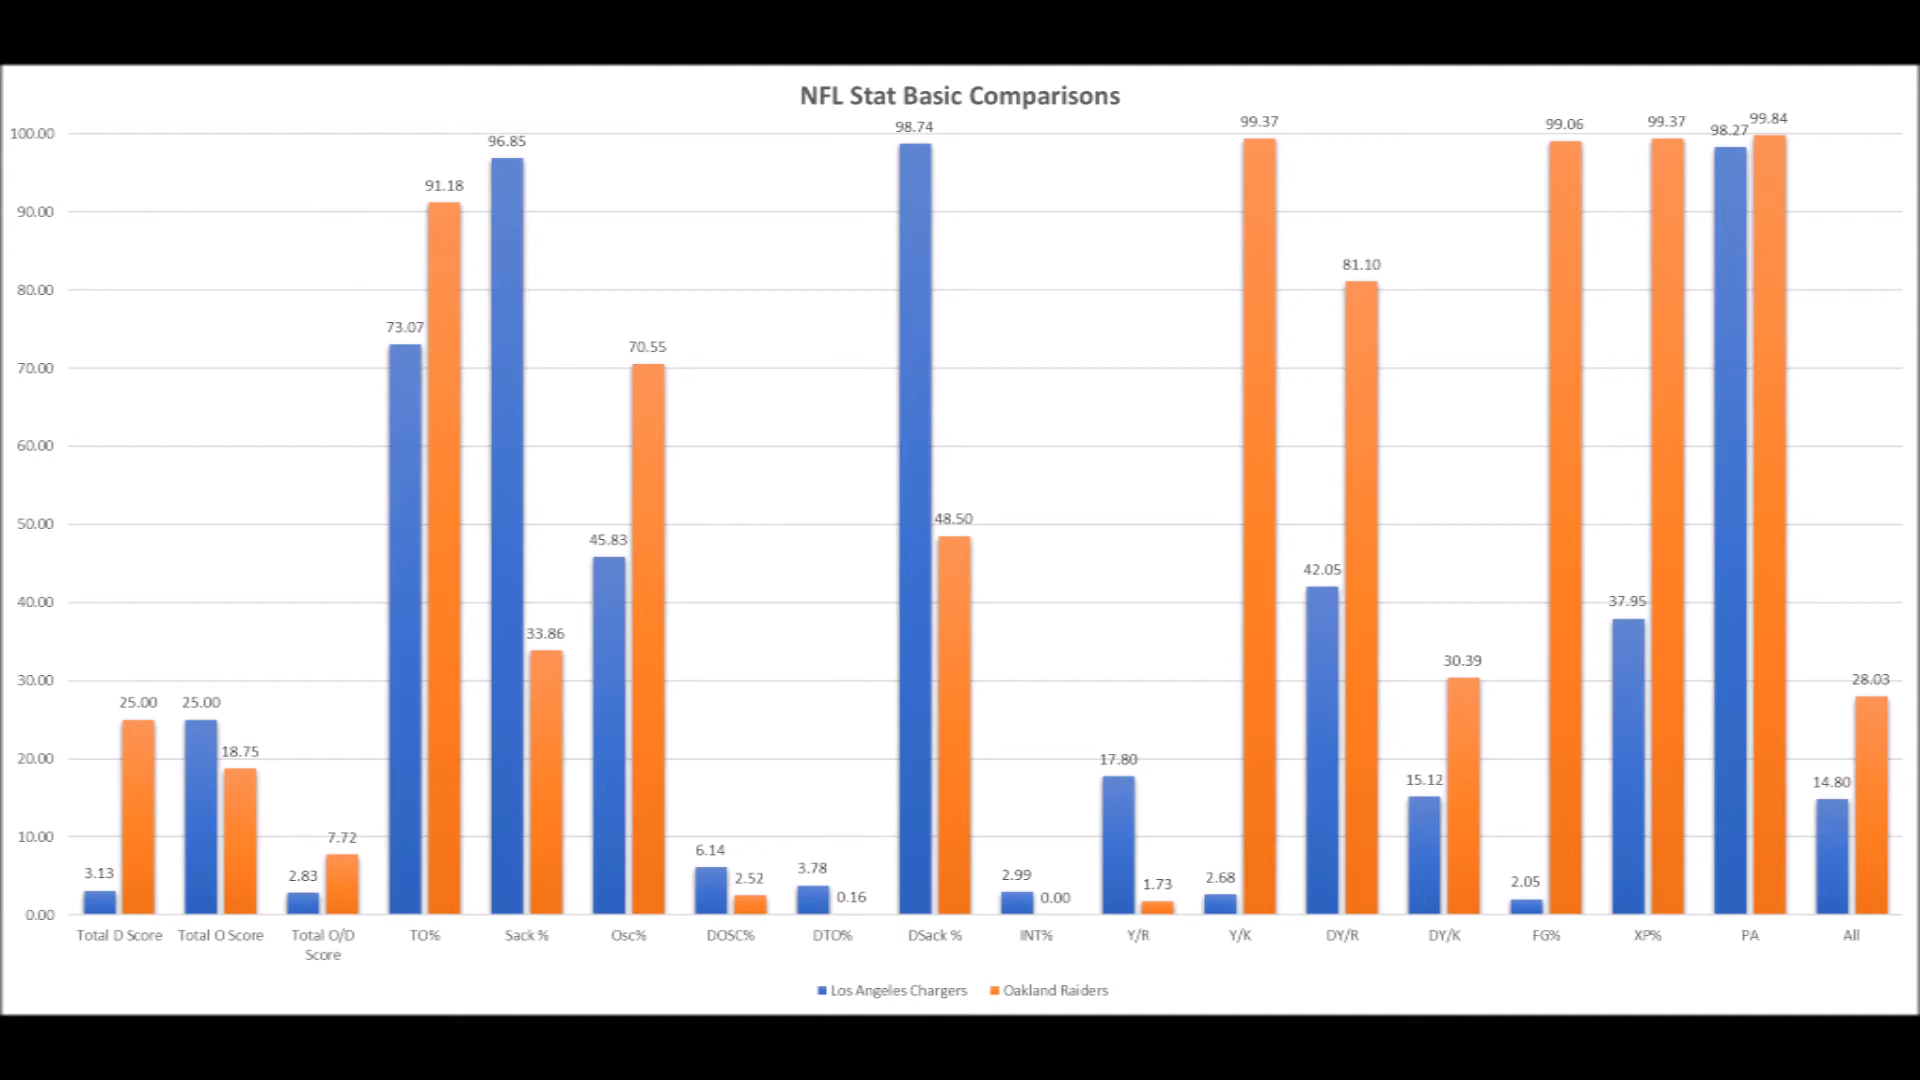 NFL Stat Basic Comparisons
100.00
90.00
80.00
70.00
60.00
50.00
40.00
30.00
20.00
10.00
0.00
3.13
25.00
25.00
18.75
2.83
7.72
73.07
91.18
96.85
33.86
45.83
70.55
6.14
2.52
3.78
0.16
98.74
48.50
2.99
0.00
17.80
1.73
2.68
99.37
42.05
81.10
15.12
30.39
2.05
99.06
37.95
99.37
98.27
99.84
14.80
28.03
Total D Score
Total O Score
Total O/D
Score
TO%
Sack %
Osc%
DOSC%
DTO%
DSack %
INT%
Y/R
Y/K
DY/R
DY/K
FG%
XP%
PA
All
Los Angeles Chargers
Oakland Raiders